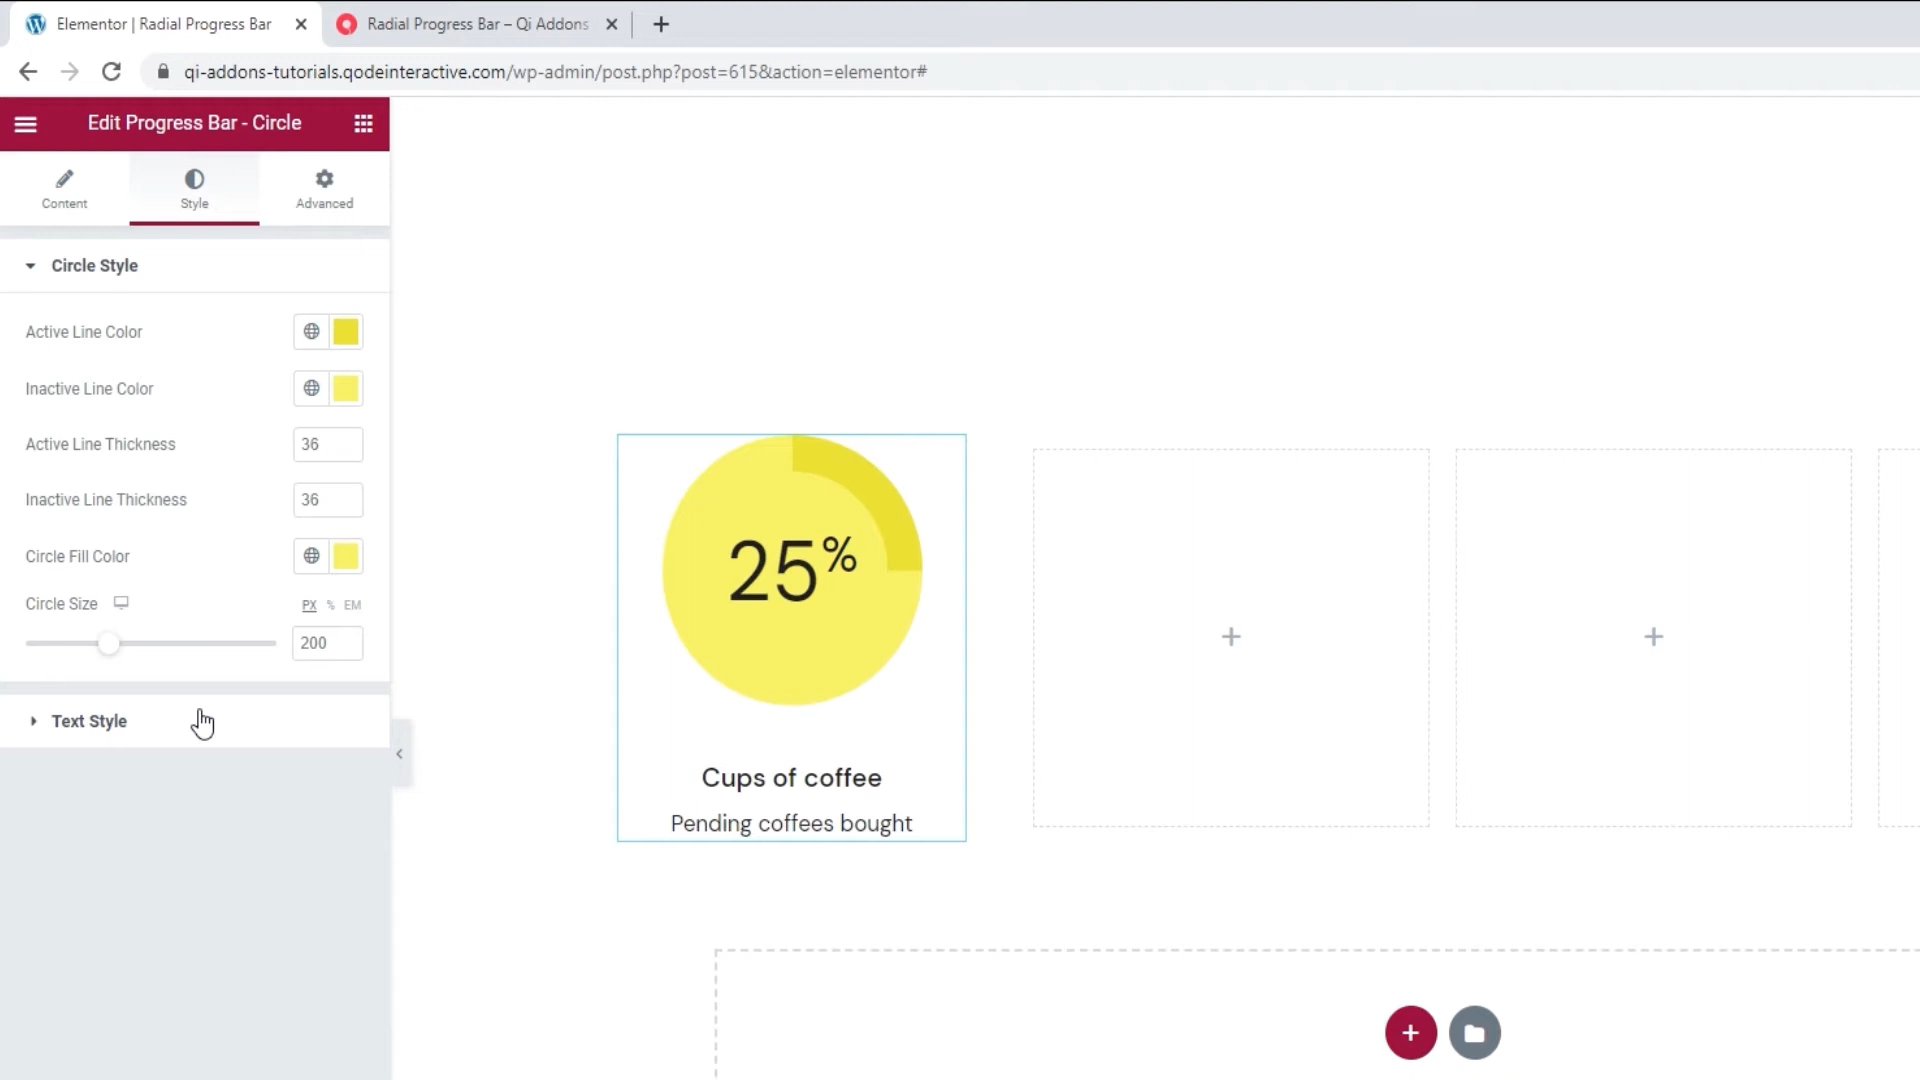 Elementor | Radial Progress Bar
Radial Progress Bar – Qi Addons
qi-addons-tutorials.qodeinteractive.com/wp-admin/post.php?post=615&action=elementor#
Edit Progress Bar - Circle
Content
Style
Advanced
Circle Style
Active Line Color
Inactive Line Color
Active Line Thickness 36
Inactive Line Thickness 36
Circle Fill Color
Circle Size PX % EM
200
Text Style
25%
Cups of coffee
Pending coffees bought